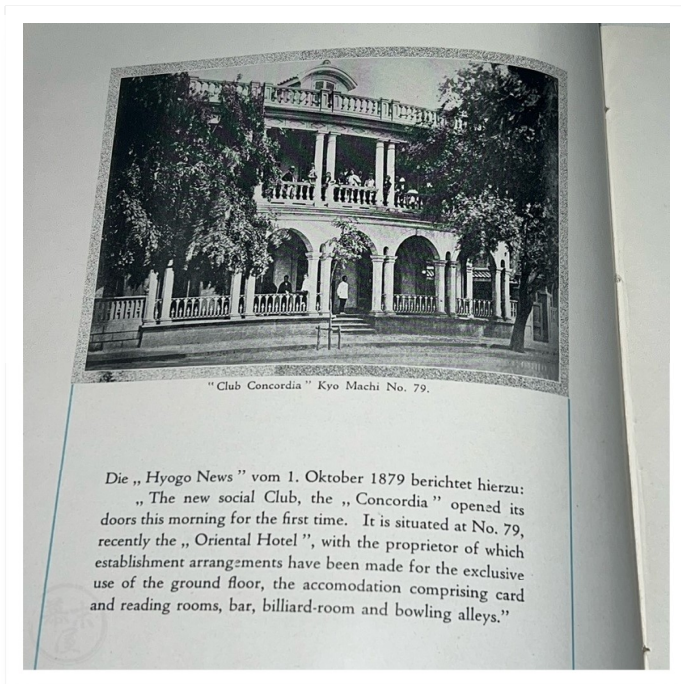 "Club Concordia" Kyo Machi No. 79.
Die „ Hyogo News ” vom 1. Oktober 1879 berichtet hierzu:
„ The new social Club, the „ Concordia ” opened its
doors this morning for the first time. It is situated at No. 79,
recently the „ Oriental Hotel ”, with the proprietor of which
establishment arrangements have been made for the exclusive
use of the ground floor, the accomodation comprising card
and reading rooms, bar, billiard-room and bowling alleys.”